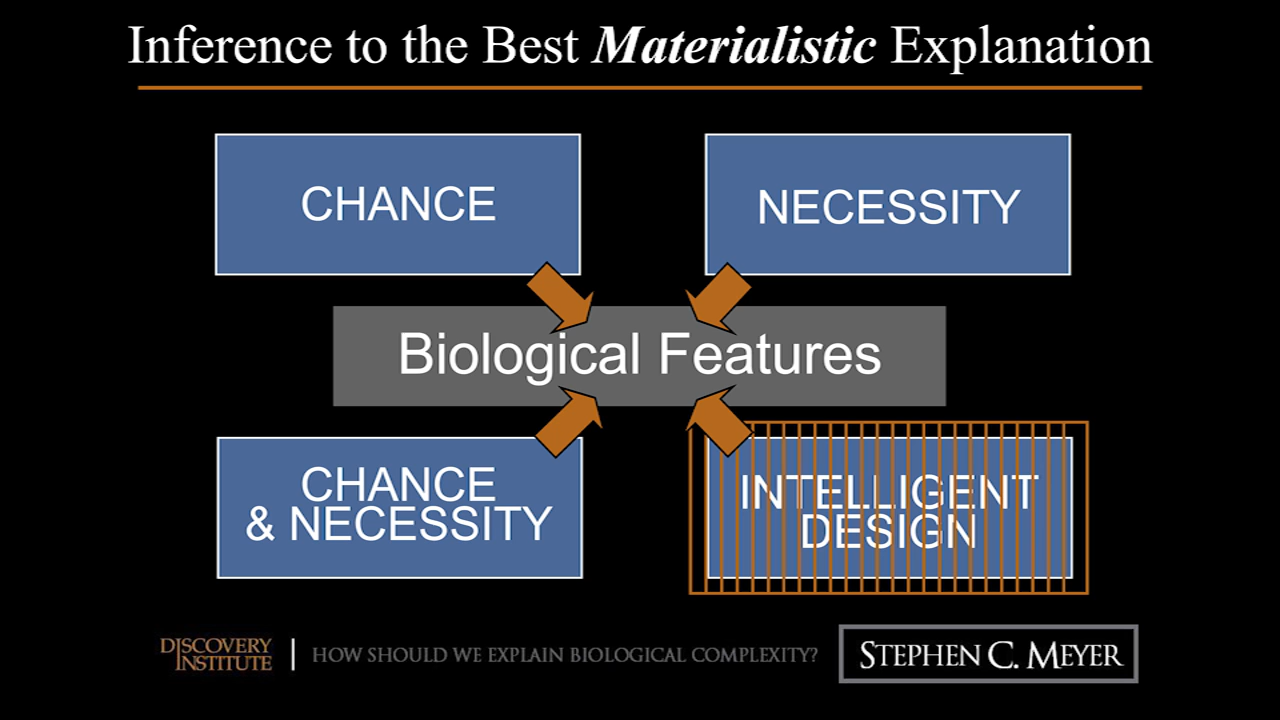 Inference to the Best Materialistic Explanation
CHANCE
NECESSITY
Biological Features
CHANCE
& NECESSITY
INTELLIGENT
DESIGN
DISCOVERY
INSTITUTE
HOW SHOULD WE EXPLAIN BIOLOGICAL COMPLEXITY?
STEPHEN C. MEYER